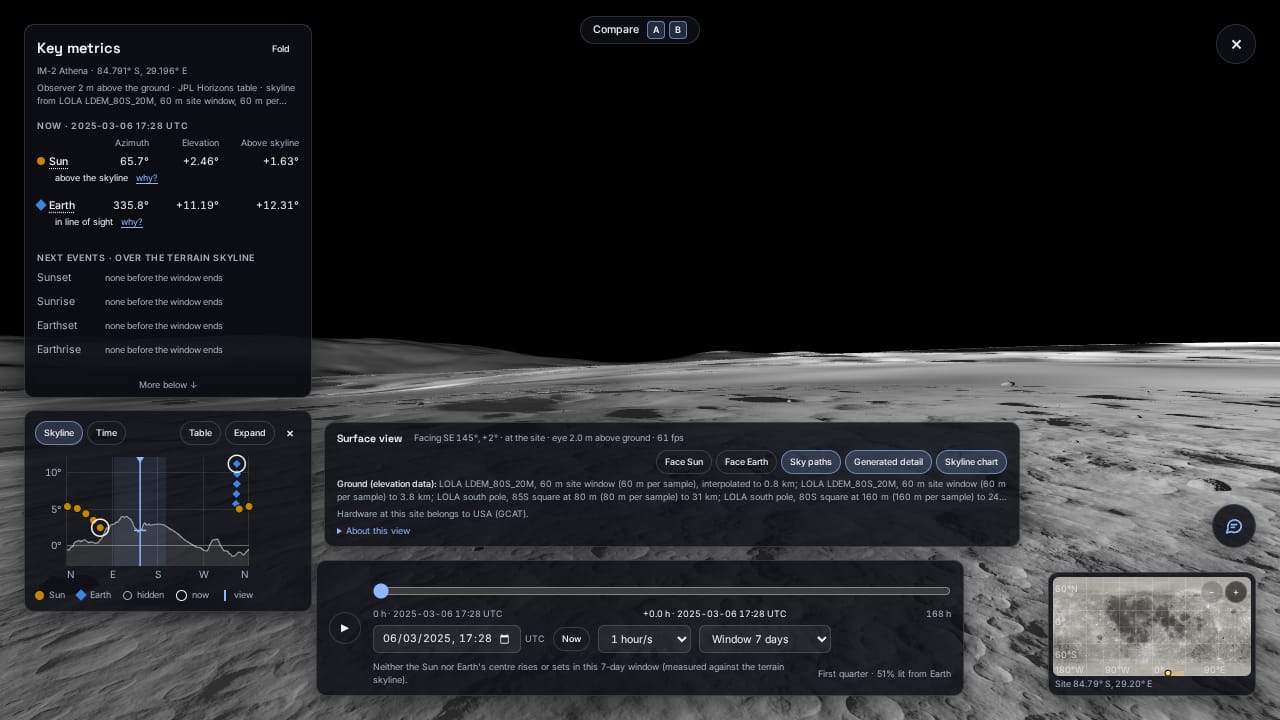 Compare A B
Key metrics Fold
IM-2 Athena · 84.791° S, 29.196° E
Observer 2 m above the ground · JPL Horizons table · skyline
from LOLA LDEM_80S_20M, 60 m site window, 60 m per...
NOW · 2025-03-06 17:28 UTC
Azimuth Elevation Above skyline
Sun 65.7° +2.46° +1.63°
above the skyline why?
Earth 335.8° +11.19° +12.31°
in line of sight why?
NEXT EVENTS · OVER THE TERRAIN SKYLINE
Sunset none before the window ends
Sunrise none before the window ends
Earthset none before the window ends
Earthrise none before the window ends
More below ↓
Skyline Time Table Expand ×
10°
5°
0°
N E S W N
Sun Earth hidden now view
Surface view Facing SE 145°, +2° · at the site · eye 2.0 m above ground · 61 fps
Face Sun Face Earth Sky paths Generated detail Skyline chart
Ground (elevation data): LOLA LDEM_80S_20M, 60 m site window (60 m per sample), interpolated to 0.8 km; LOLA LDEM_80S_20M, 60 m site window (60 m
per sample) to 3.8 km; LOLA south pole, 85S square at 80 m (80 m per sample) to 31 km; LOLA south pole, 80S square at 160 m (160 m per sample) to 24...
Hardware at this site belongs to USA (GCAT).
About this view
0 h · 2025-03-06 17:28 UTC +0.0 h · 2025-03-06 17:28 UTC 168 h
06/03/2025, 17:28 UTC Now 1 hour/s Window 7 days
Neither the Sun nor Earth's centre rises or sets in this 7-day window (measured against the terrain
skyline).
First quarter · 51% lit from Earth
60°N
0°
60°S
180°W 90°W 0° 90°E
Site 84.79° S, 29.20° E